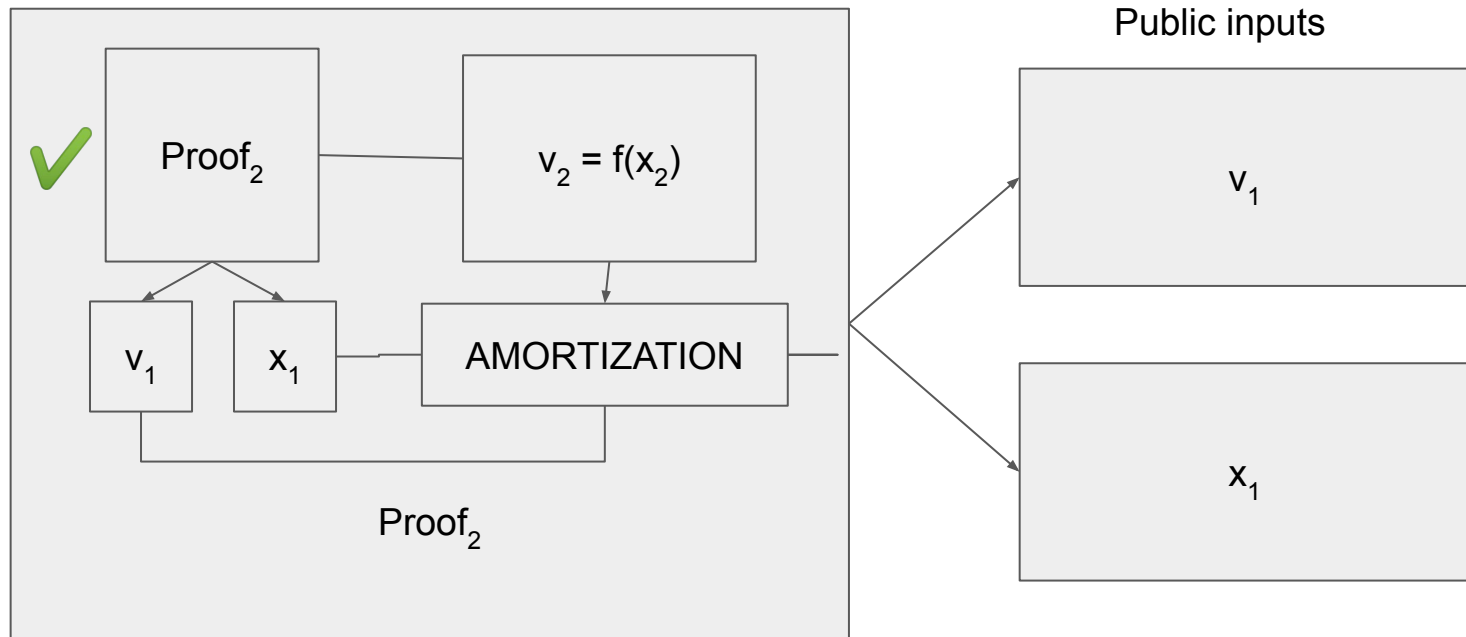 Public inputs
Proof₂
v₂ = f(x₂)
v₁
v₁
x₁
AMORTIZATION
x₁
Proof₂